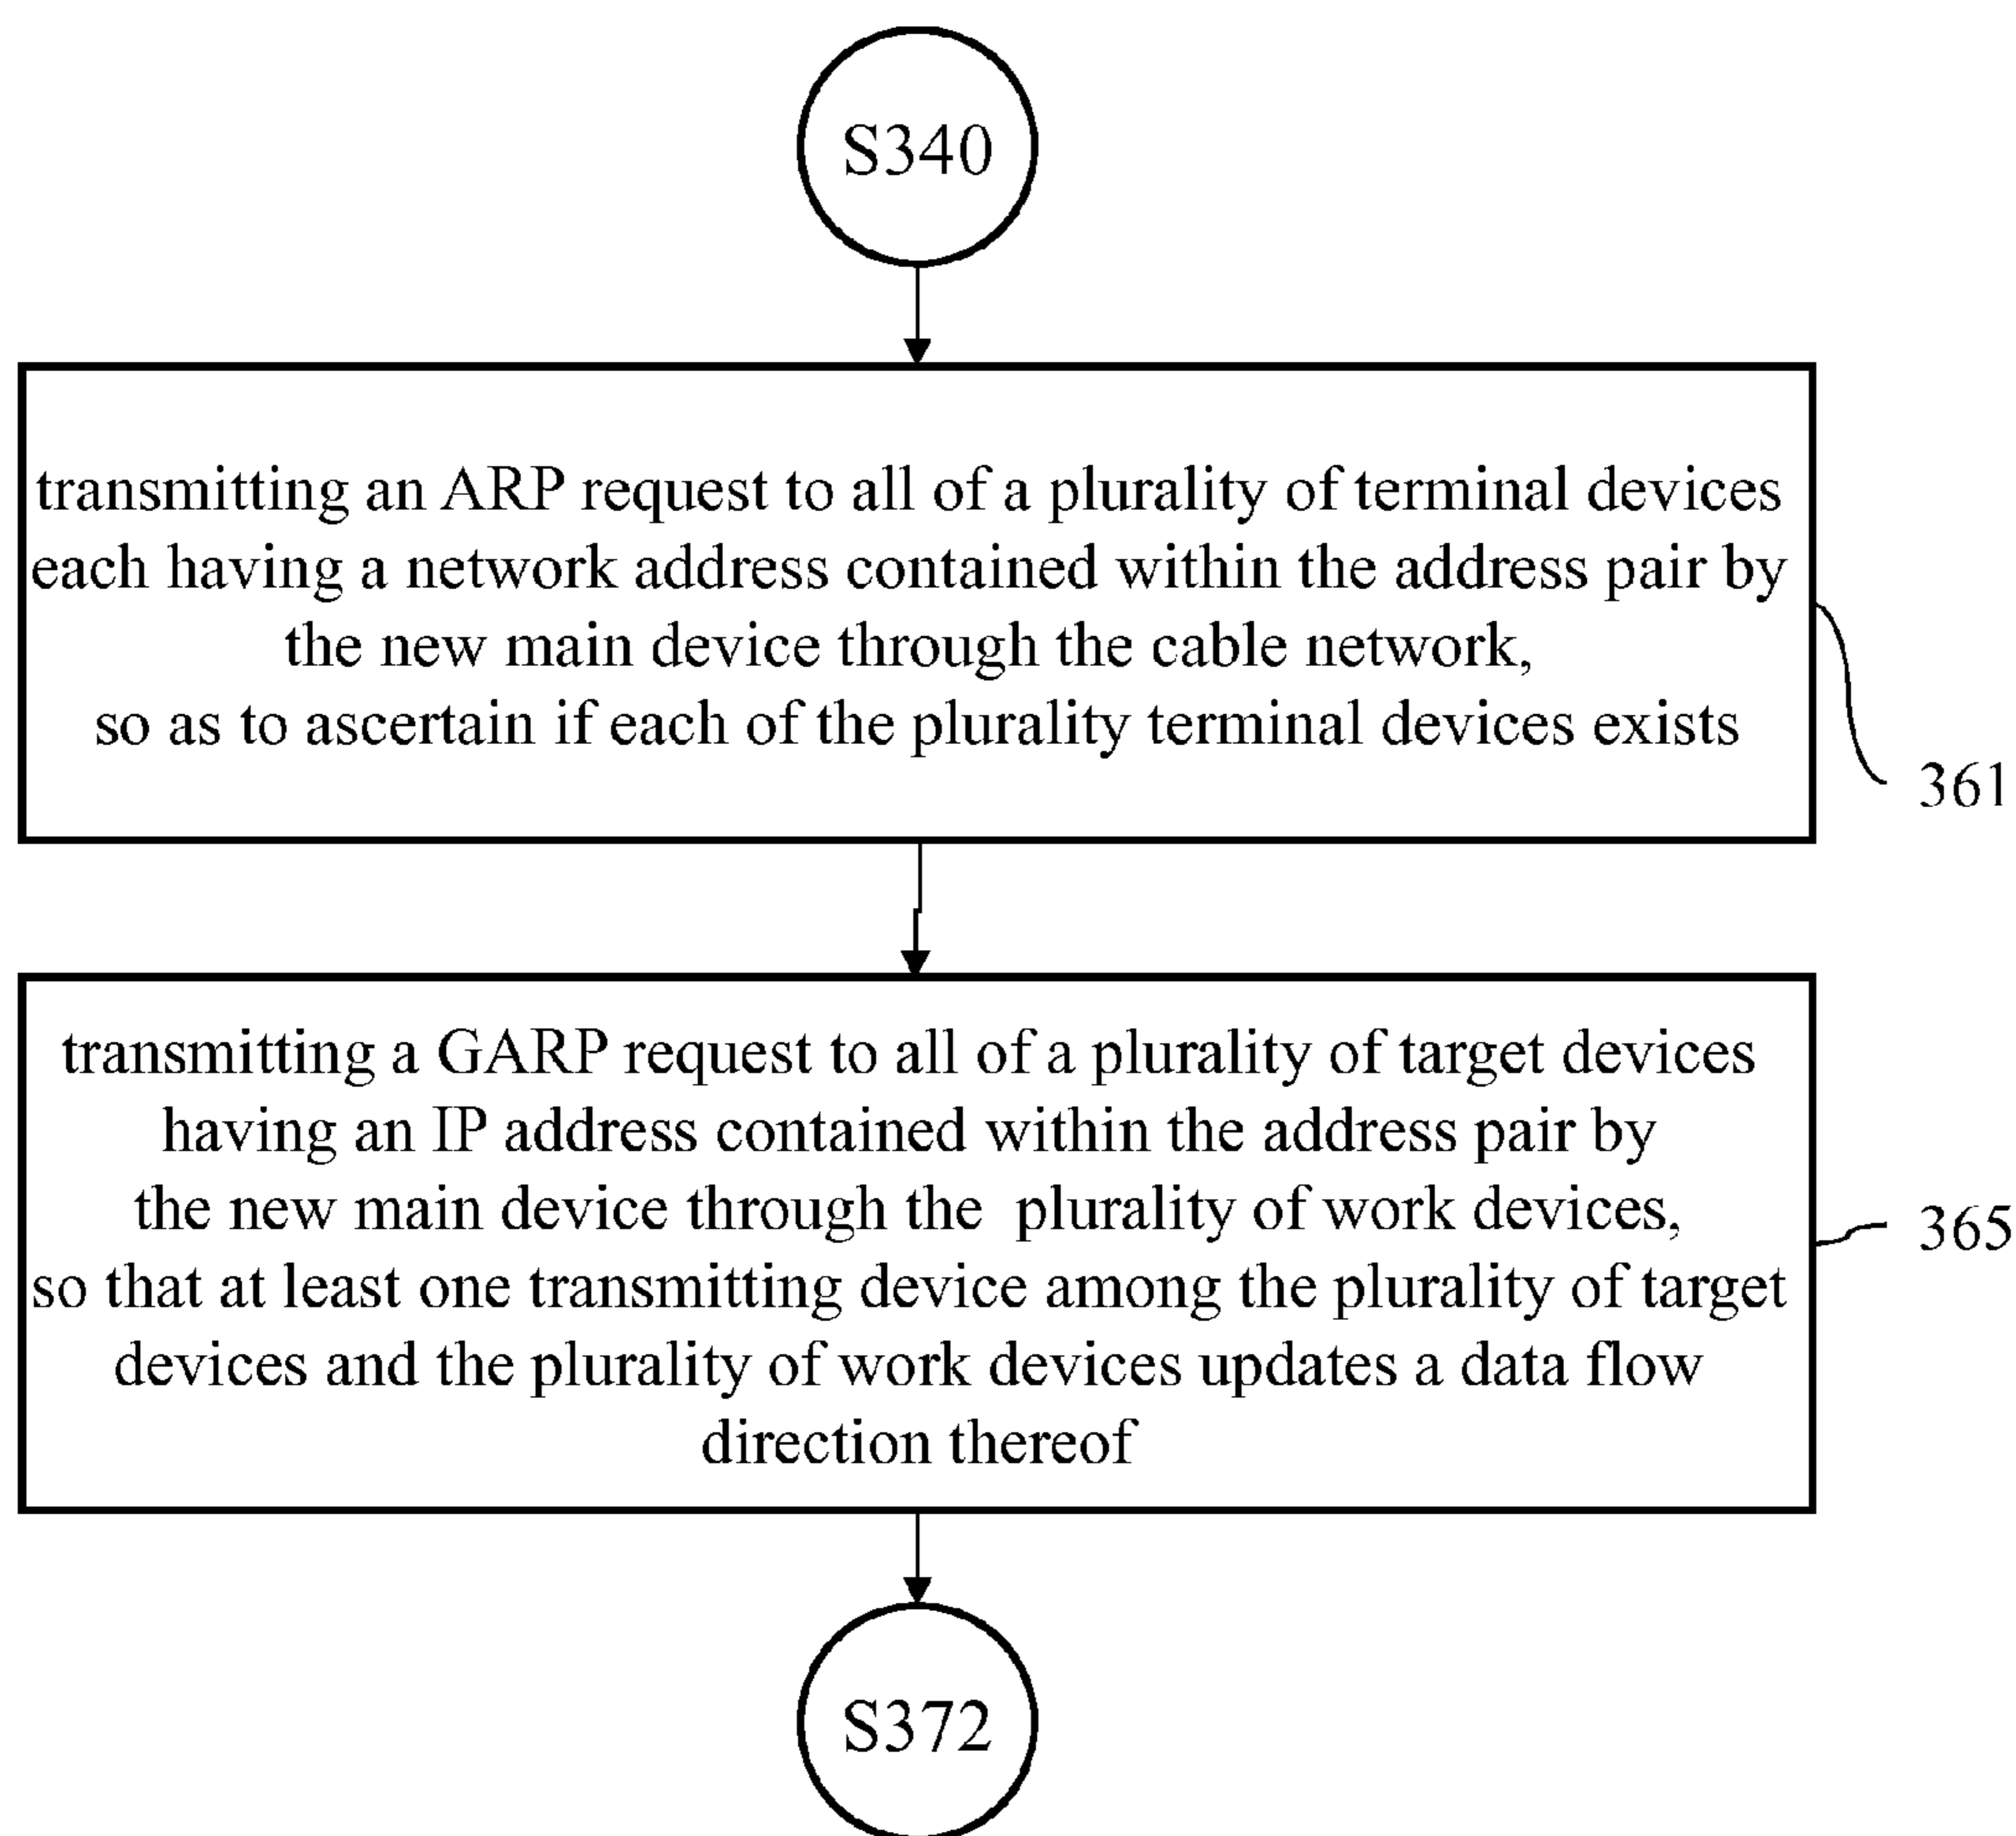 S340
transmitting an ARP request to all of a plurality of terminal devices
each having a network address contained within the address pair by
the new main device through the cable network,
so as to ascertain if each of the plurality terminal devices exists
361
transmitting a GARP request to all of a plurality of target devices
having an IP address contained within the address pair by
the new main device through the plurality of work devices,
so that at least one transmitting device among the plurality of target
devices and the plurality of work devices updates a data flow
direction thereof
365
S372